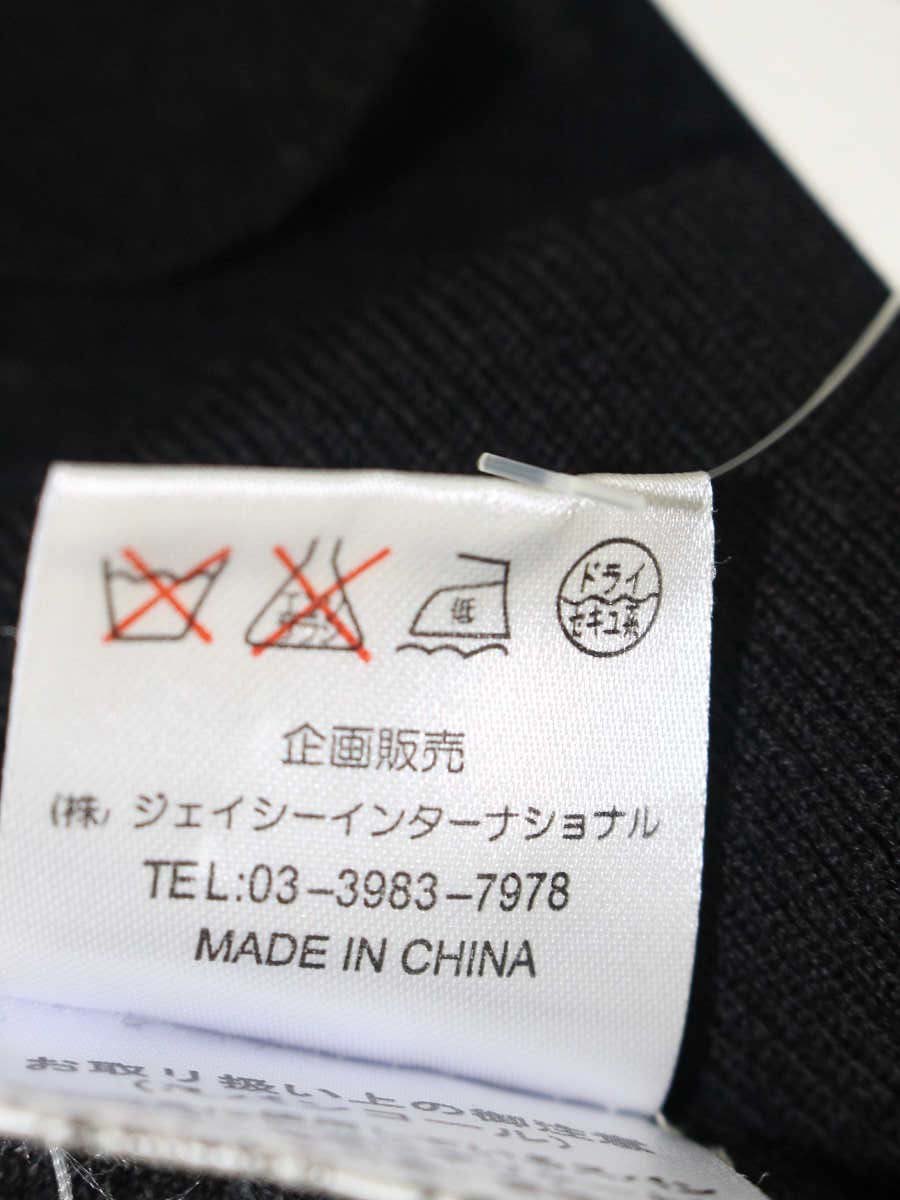 低
ドライ
セキユ系
企画販売
(株) ジェイシーインターナショナル
TEL:03-3983-7978
MADE IN CHINA
お取り扱い上の御注意